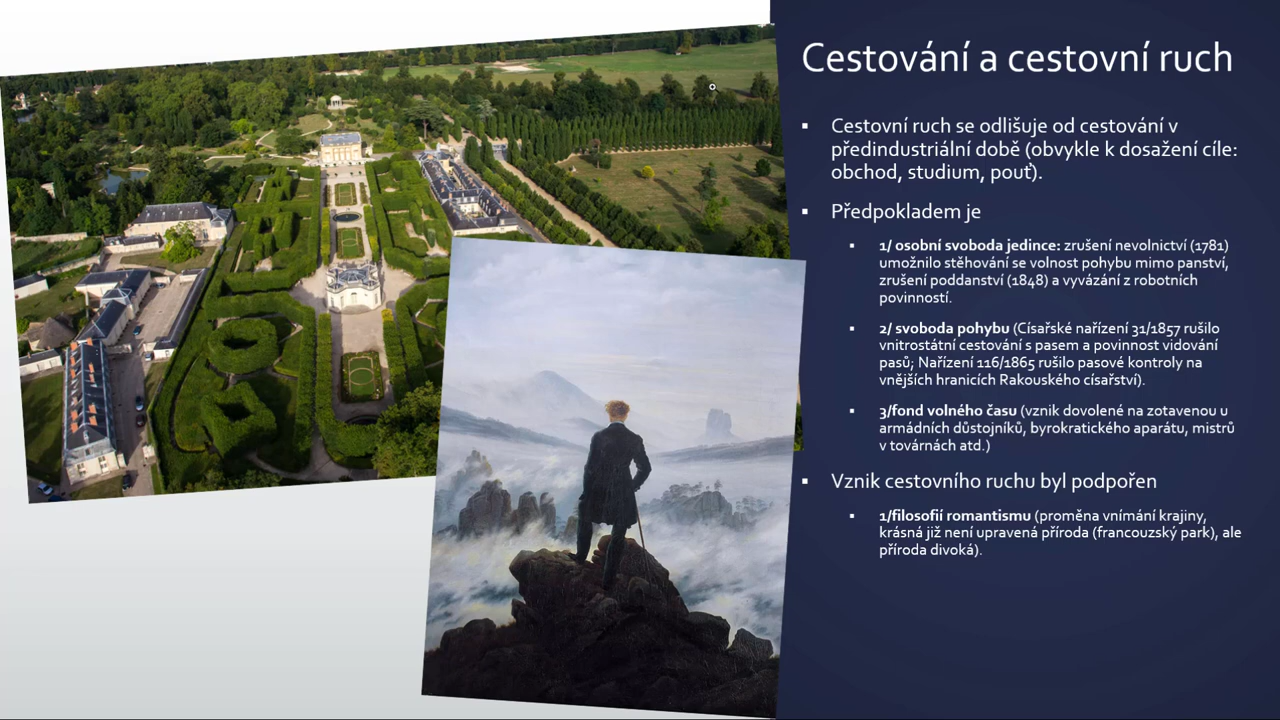 Cestování a cestovní ruch
▪ Cestovní ruch se odlišuje od cestování v
předindustriální době (obvykle k dosažení cíle:
obchod, studium, pouť).
▪ Předpokladem je
▪ 1/ osobní svoboda jedince: zrušení nevolnictví (1781)
umožnilo stěhování se volnost pohybu mimo panství,
zrušení poddanství (1848) a vyvázání z robotních
povinností.
▪ 2/ svoboda pohybu (Císařské nařízení 31/1857 rušilo
vnitrostátní cestování s pasem a povinnost vidování
pasů; Nařízení 116/1865 rušilo pasové kontroly na
vnějších hranicích Rakouského císařství).
▪ 3/fond volného času (vznik dovolené na zotavenou u
armádních důstojníků, byrokratického aparátu, mistrů
v továrnách atd.)
▪ Vznik cestovního ruchu byl podpořen
▪ 1/filosofií romantismu (proměna vnímání krajiny,
krásná již není upravená příroda (francouzský park), ale
příroda divoká).